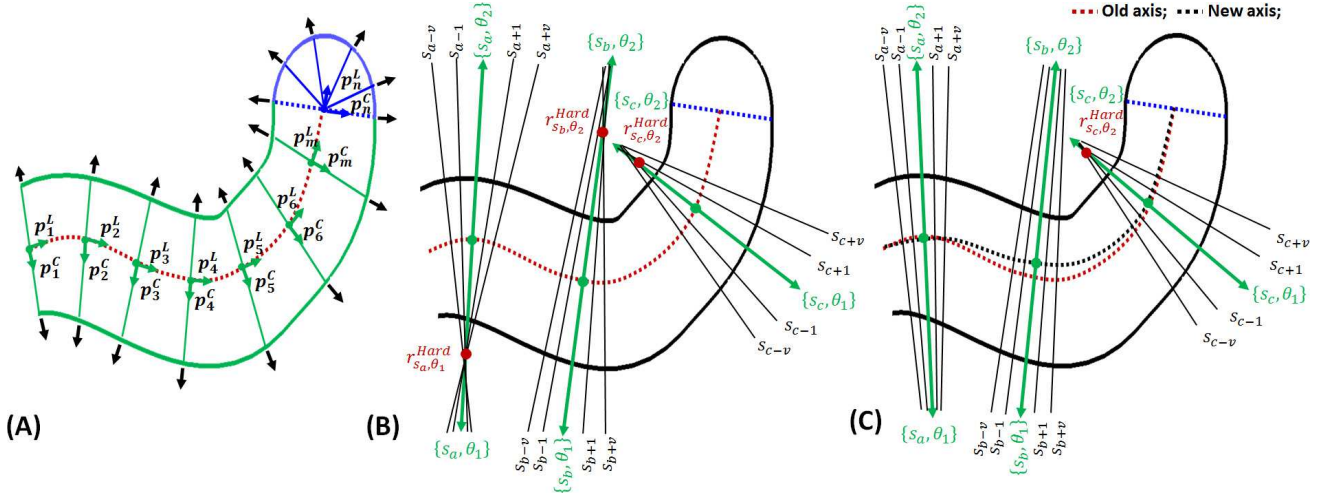 Old axis; New axis;
p_n^L
p_n^C
p_m^L
p_m^C
p_1^L
p_2^L
p_3^L
p_4^L
p_5^L
p_6^L
p_1^C
p_2^C
p_3^C
p_4^C
p_5^C
p_6^C
(A)
s_{a-v}
s_{a-1}
{s_a, θ_2}
s_{a+1}
s_{a+v}
{s_b, θ_2}
{s_c, θ_2}
r_{s_b,θ_2}^{Hard}
r_{s_c,θ_2}^{Hard}
s_{c+v}
s_{c+1}
{s_c, θ_1}
s_{c-1}
s_{c-v}
r_{s_a,θ_1}^{Hard}
{s_a, θ_1}
s_{b-v}
s_{b-1}
{s_b, θ_1}
s_{b+1}
s_{b+v}
(B)
s_{a-v}
s_{a-1}
{s_a, θ_2}
s_{a+1}
s_{a+v}
{s_b, θ_2}
{s_c, θ_2}
r_{s_c,θ_2}^{Hard}
s_{c+v}
s_{c+1}
{s_c, θ_1}
s_{c-1}
s_{c-v}
{s_a, θ_1}
s_{b-v}
s_{b-1}
{s_b, θ_1}
s_{b+1}
s_{b+v}
(C)